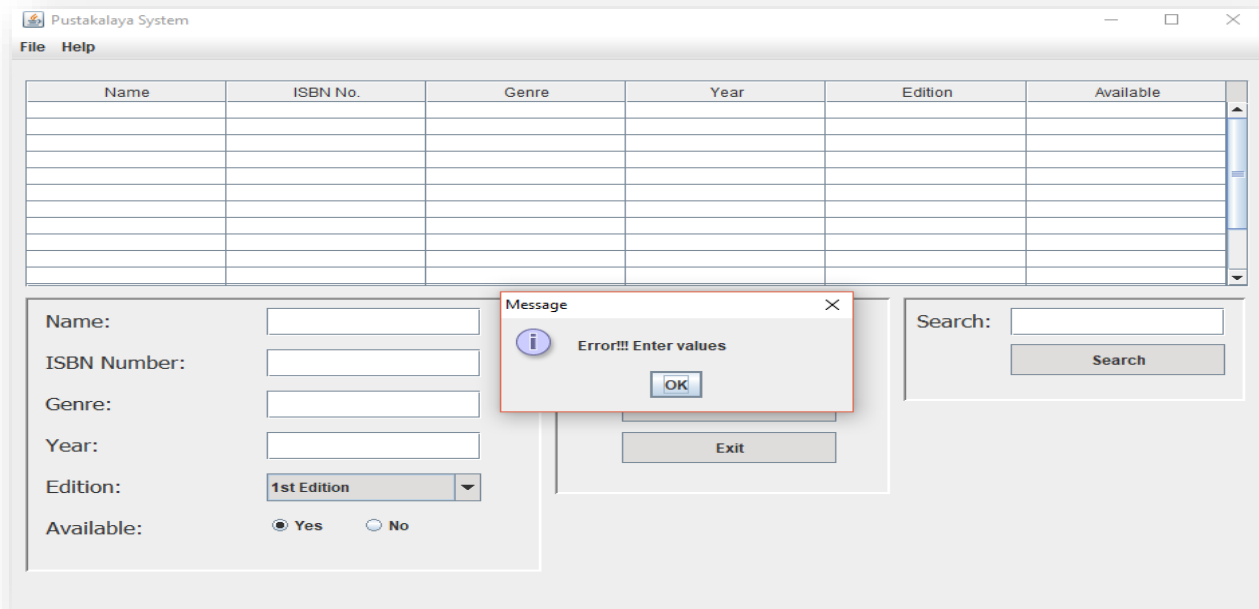 Pustakalaya System
File Help
Name ISBN No. Genre Year Edition Available
Message
Error!!! Enter values
OK
Name:
ISBN Number:
Genre:
Year:
Edition: 1st Edition
Available: Yes No
Exit
Search:
Search